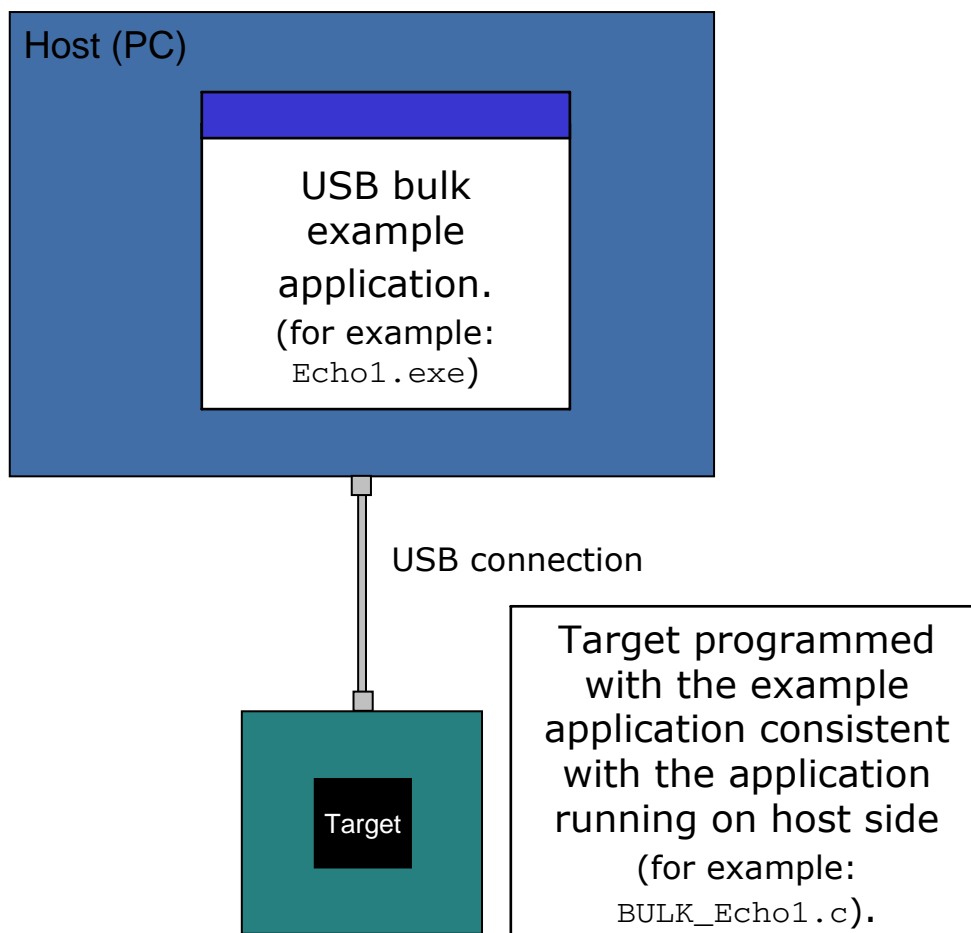 Host (PC)
USB bulk
example
application.
(for example:
Echo1.exe)
USB connection
Target programmed
with the example
application consistent
with the application
running on host side
(for example:
BULK_Echo1.c).
Target